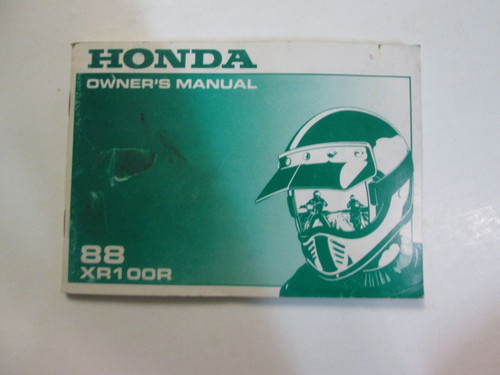 HONDA
OWNER'S MANUAL
88
XR100R